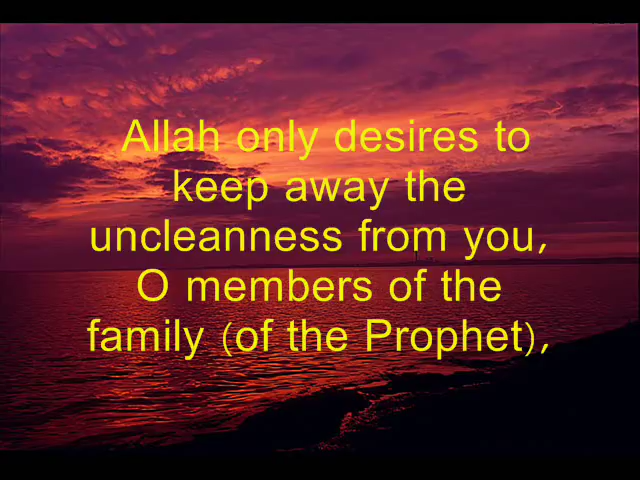 Allah only desires to
keep away the
uncleanness from you,
O members of the
family (of the Prophet),